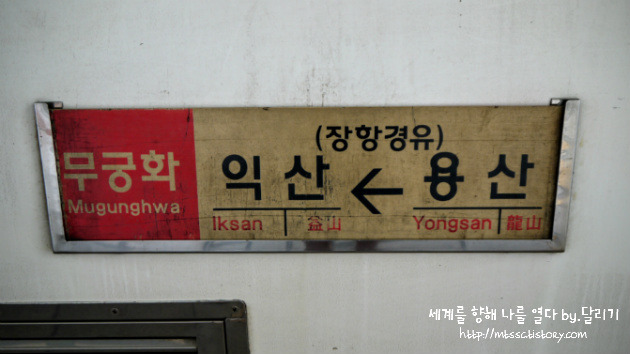 무궁화
Mugunghwa
(장항경유)
익산 ← 용산
Iksan 益山 Yongsan 龍山
세계를 향해 나를 열다 by.달리기
http://mtssc.tistory.com